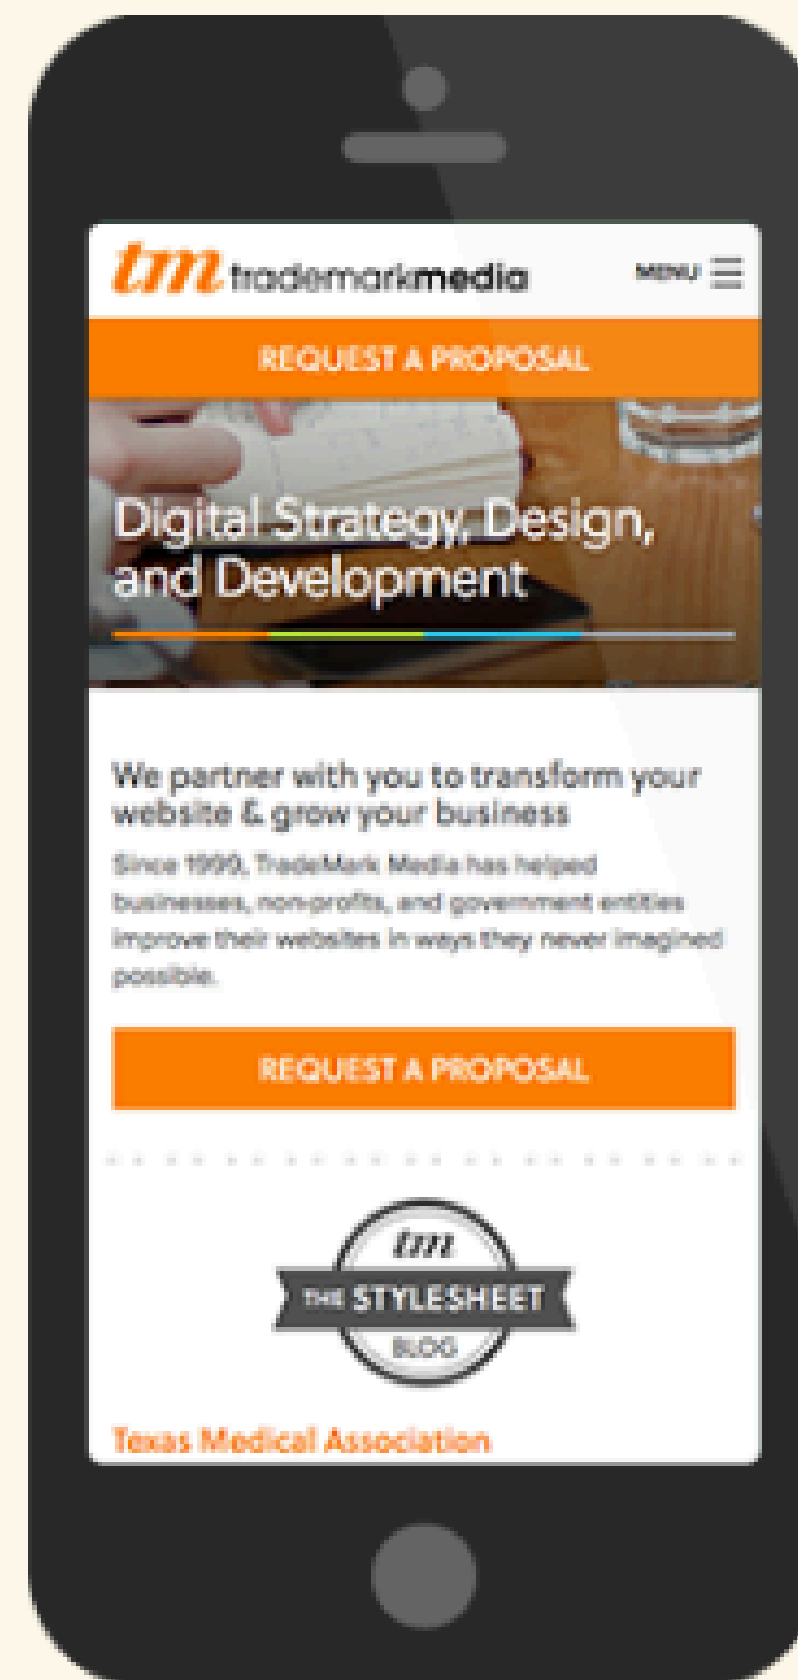 tm trademarkmedia
MENU
REQUEST A PROPOSAL
Digital Strategy, Design,
and Development
We partner with you to transform your
website & grow your business
Since 1999, TradeMark Media has helped
businesses, non-profits, and government entities
improve their websites in ways they never imagined
possible.
REQUEST A PROPOSAL
tm
THE STYLESHEET
BLOG
Texas Medical Association